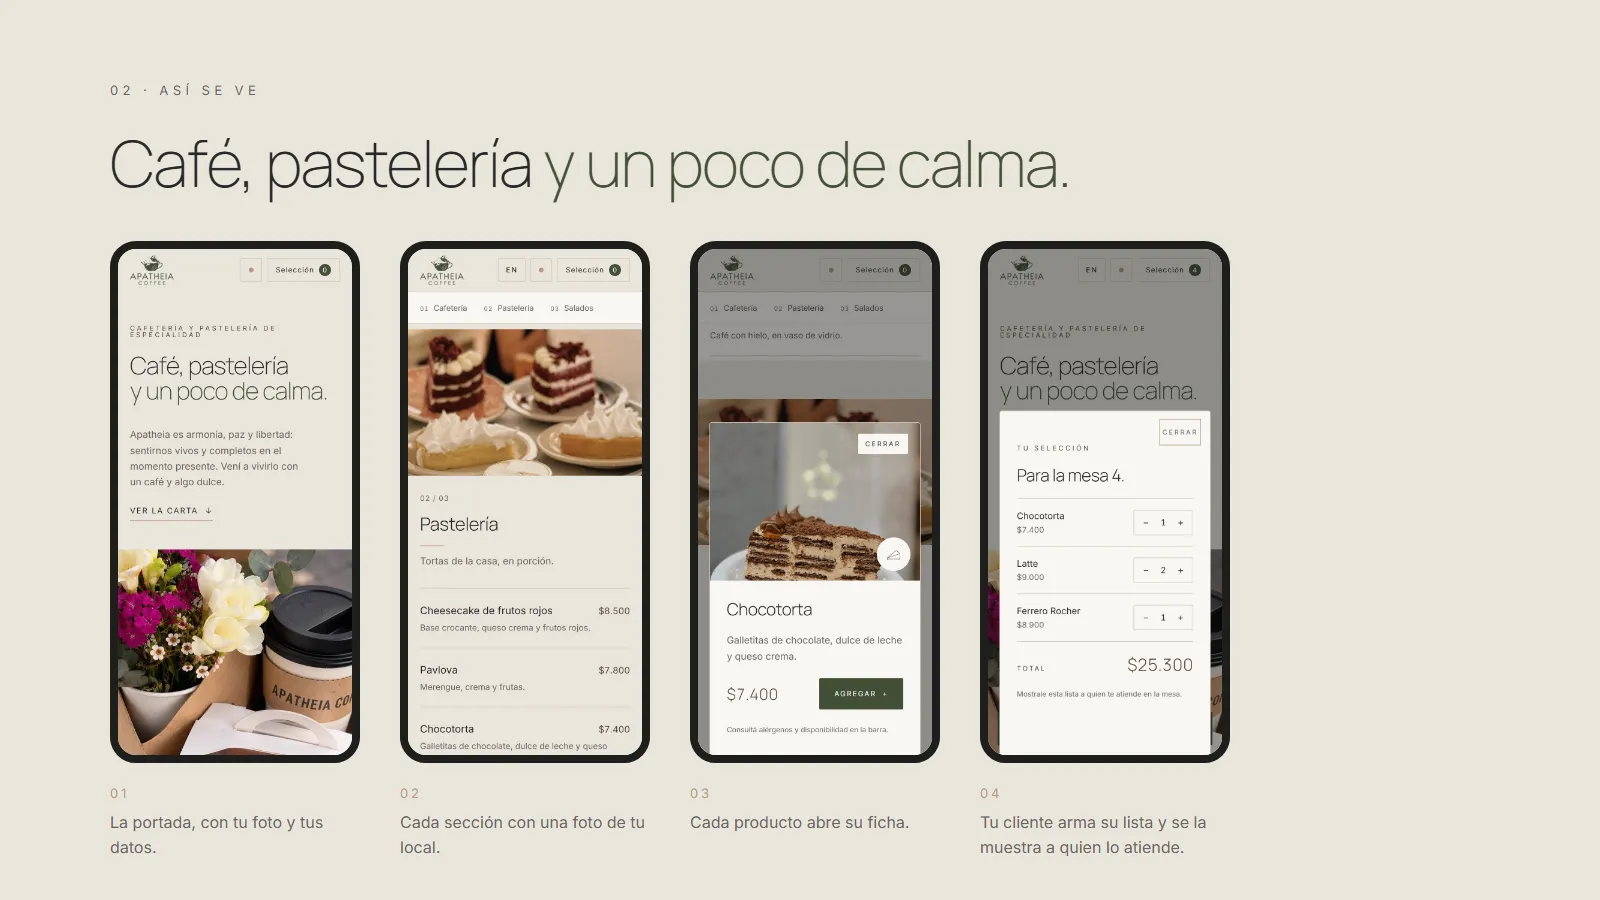 02 · ASÍ SE VE
Café, pastelería y un poco de calma.
APATHEIA
COFFEE
Selección 0
CAFETERÍA Y PASTELERÍA DE
ESPECIALIDAD
Café, pastelería
y un poco de calma.
Apatheia es armonía, paz y libertad:
sentirnos vivos y completos en el
momento presente. Vení a vivirlo con
un café y algo dulce.
VER LA CARTA ↓
APATHEIA CO
APATHEIA
COFFEE
EN
Selección 0
01 Cafetería 02 Pastelería 03 Salados
02 / 03
Pastelería
Tortas de la casa, en porción.
Cheesecake de frutos rojos $8.500
Base crocante, queso crema y frutos rojos.
Pavlova $7.800
Merengue, crema y frutas.
Chocotorta $7.400
Galletitas de chocolate, dulce de leche y queso
APATHEIA
COFFEE
Selección 0
01 Cafetería 02 Pastelería 03 Salados
Café con hielo, en vaso de vidrio.
CERRAR
Chocotorta
Galletitas de chocolate, dulce de leche
y queso crema.
$7.400
AGREGAR +
Consultá alérgenos y disponibilidad en la barra.
APATHEIA
COFFEE
EN
Selección 4
CAFETERÍA Y PASTELERÍA DE
ESPECIALIDAD
Café, pastelería
y un poco de calma.
CERRAR
TU SELECCIÓN
Para la mesa 4.
Chocotorta
$7.400
− 1 +
Latte
$9.000
− 2 +
Ferrero Rocher
$8.900
− 1 +
TOTAL $25.300
Mostrale esta lista a quien te atiende en la mesa.
01
La portada, con tu foto y tus
datos.
02
Cada sección con una foto de tu
local.
03
Cada producto abre su ficha.
04
Tu cliente arma su lista y se la
muestra a quien lo atiende.